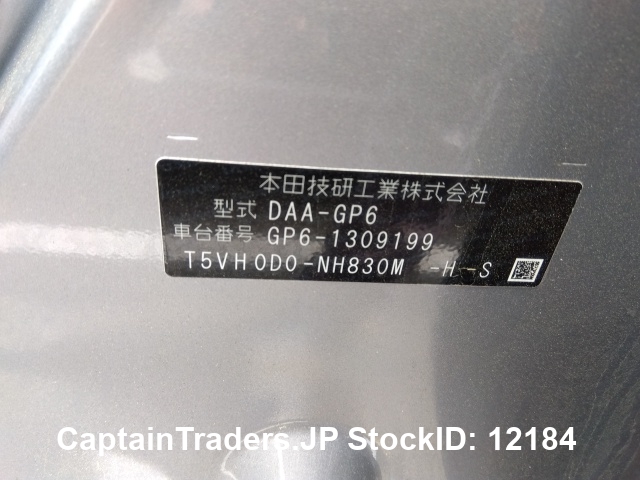 本田技研工業株式会社
型式 DAA-GP6
車台番号 GP6-1309199
T5VH0D0-NH830M -H-S
CaptainTraders.JP StockID: 12184